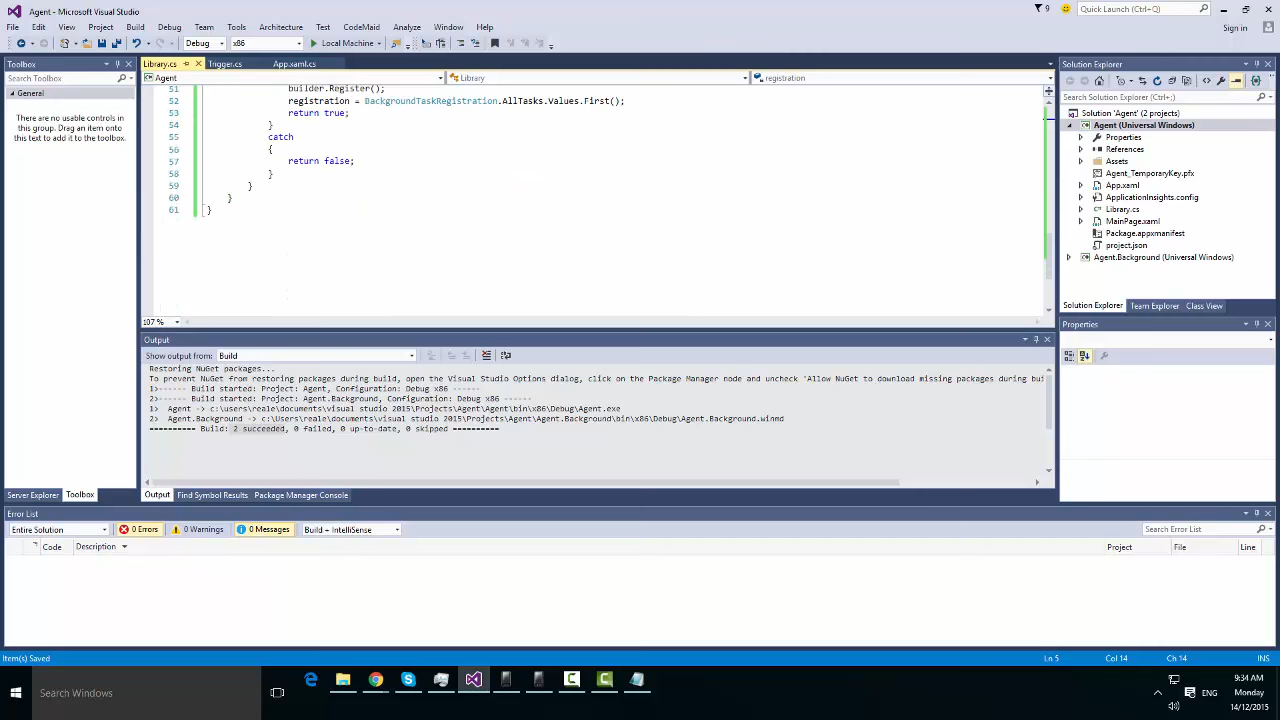 Agent - Microsoft Visual Studio
9
Quick Launch (Ctrl+Q)
File Edit View Project Build Debug Team Tools Architecture Test CodeMaid Analyze Window Help
Sign in
Debug x86 Local Machine
Toolbox
Library.cs Trigger.cs App.xaml.cs
Solution Explorer
Search Toolbox
Agent Library registration
General
There are no usable controls in
this group. Drag an item onto
this text to add it to the toolbox.
51 builder.Register();
52 registration = BackgroundTaskRegistration.AllTasks.Values.First();
53 return true;
54 }
55 catch
56 {
57 return false;
58 }
59 }
60 }
61 }
107 %
Search Solution Explorer (Ctrl+;)
Solution 'Agent' (2 projects)
Agent (Universal Windows)
Properties
References
Assets
Agent_TemporaryKey.pfx
App.xaml
ApplicationInsights.config
Library.cs
MainPage.xaml
Package.appxmanifest
project.json
Agent.Background (Universal Windows)
Solution Explorer Team Explorer Class View
Properties
Output
Show output from: Build
Restoring NuGet packages...
To prevent NuGet from restoring packages during build, open the Visual Studio Options dialog, click on the Package Manager node and uncheck 'Allow NuGet to download missing packages during bui
1>------ Build started: Project: Agent, Configuration: Debug x86 ------
2>------ Build started: Project: Agent.Background, Configuration: Debug x86 ------
1> Agent -> c:\users\reale\documents\visual studio 2015\Projects\Agent\Agent\bin\x86\Debug\Agent.exe
2> Agent.Background -> c:\Users\reale\documents\visual studio 2015\Projects\Agent\Agent.Background\bin\x86\Debug\Agent.Background.winmd
========== Build: 2 succeeded, 0 failed, 0 up-to-date, 0 skipped ==========
Server Explorer Toolbox
Output Find Symbol Results Package Manager Console
Error List
Entire Solution 0 Errors 0 Warnings 0 Messages Build + IntelliSense
Search Error List
Code Description Project File Line
Item(s) Saved Ln 5 Col 14 Ch 14 INS
Search Windows
ENG
9:34 AM
Monday
14/12/2015